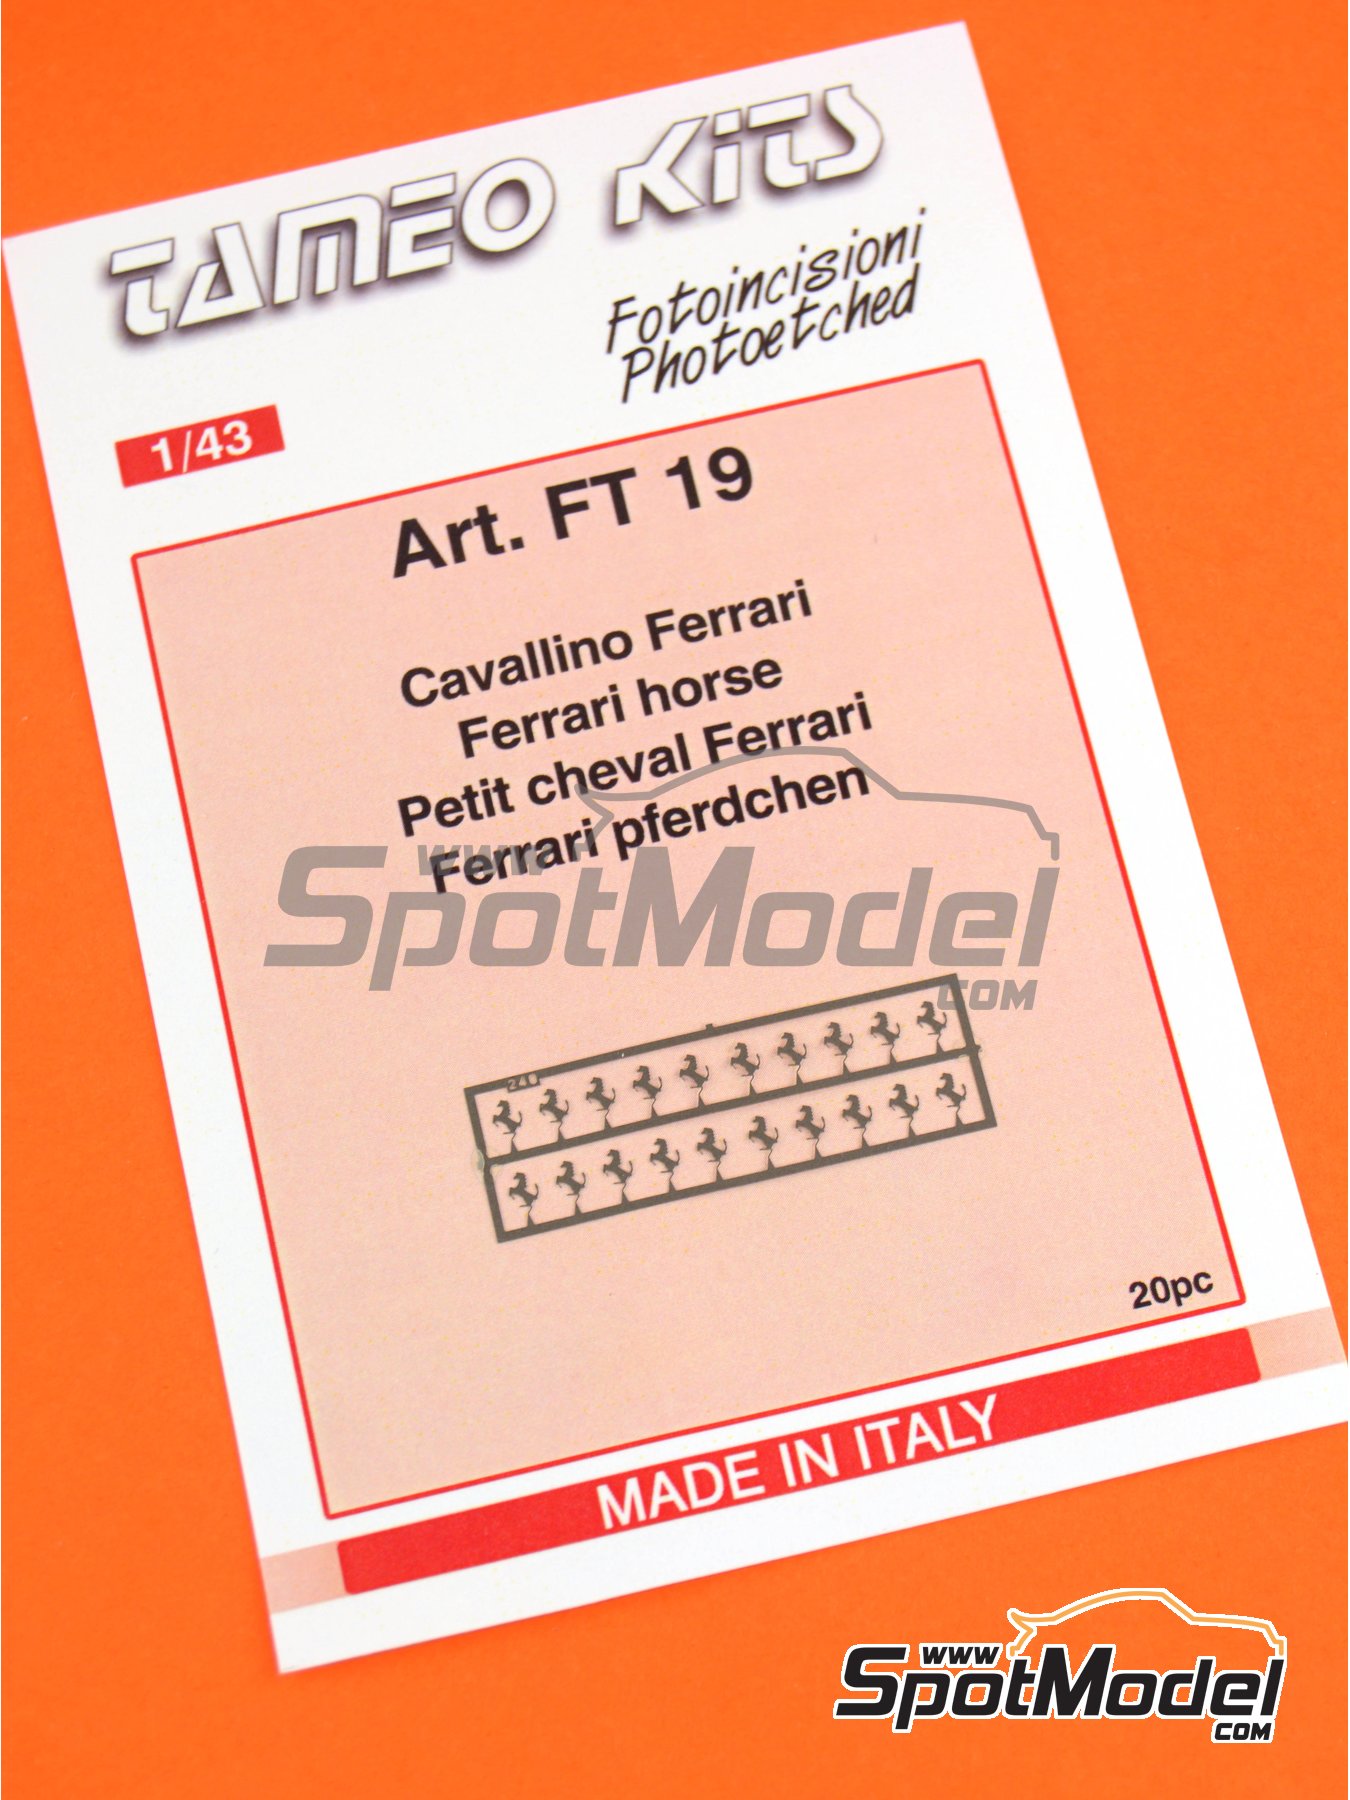 TAMEO KITS
Fotoincisioni
Photoetched
1/43
Art. FT 19
Cavallino Ferrari
Ferrari horse
Petit cheval Ferrari
Ferrari pferdchen
www.
SpotModel
.COM
240
20pc
MADE IN ITALY
www.
SpotModel
.COM